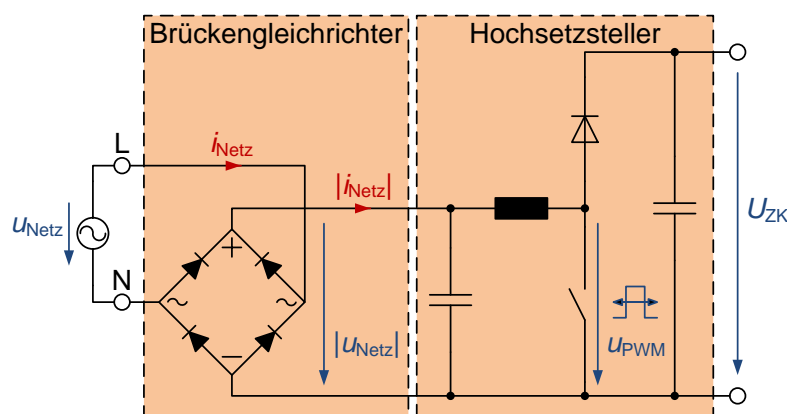 Brückengleichrichter
Hochsetzsteller
L
i_Netz
|i_Netz|
u_Netz
N
|u_Netz|
u_PWM
U_ZK